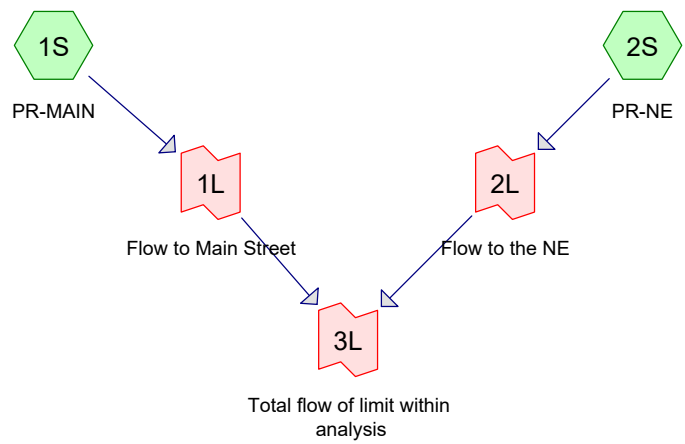 1S
2S
PR-MAIN
PR-NE
1L
2L
Flow to Main Street
Flow to the NE
3L
Total flow of limit within
analysis